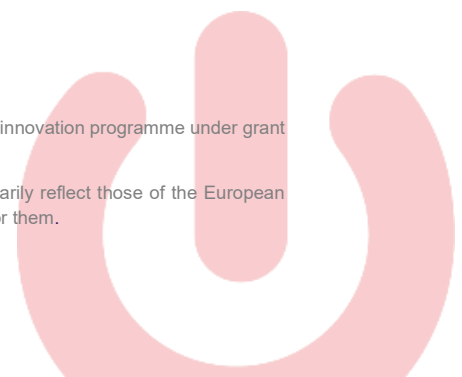 innovation programme under grant
arily reflect those of the European
r them.